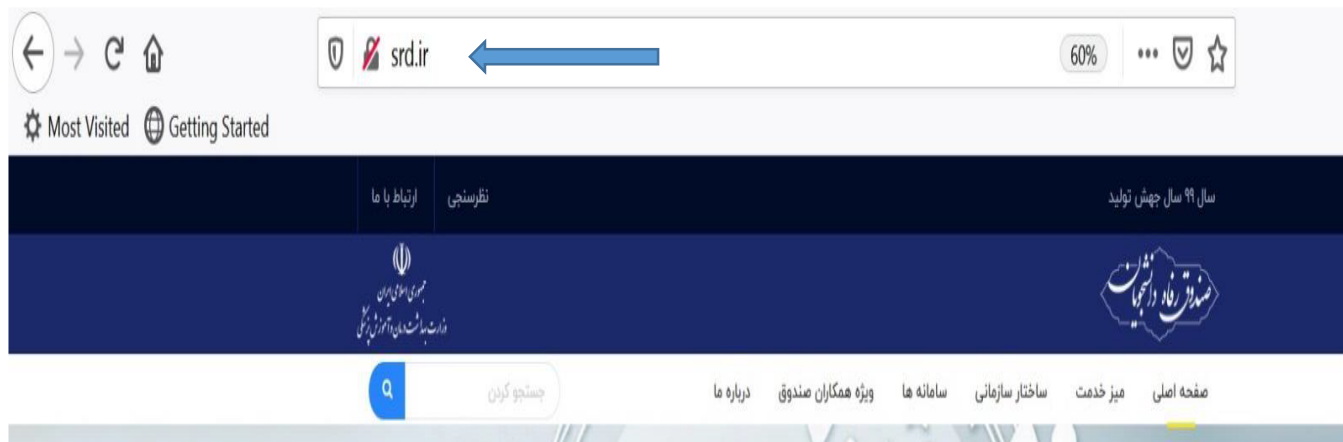 srd.ir 60%
Most Visited Getting Started
سال ۹۹ سال جهش تولید
نظرسنجی ارتباط با ما
صندوق رفاه دانشجویان
جمهوری اسلامی ایران
وزارت بهداشت، درمان و آموزش پزشکی
صفحه اصلی میز خدمت ساختار سازمانی سامانه ها ویژه همکاران صندوق درباره ما
جستجو کردن